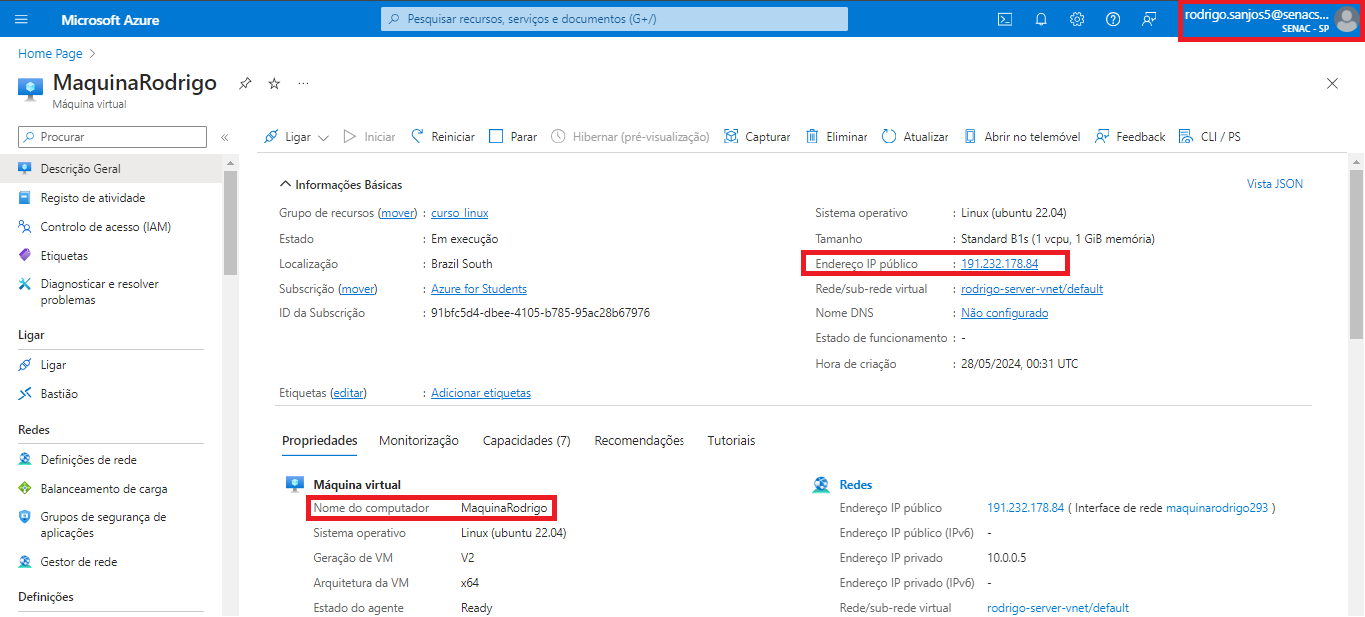 Microsoft Azure
Pesquisar recursos, serviços e documentos (G+/)
rodrigo.sanjos5@senacs...
SENAC - SP
Home Page
MaquinaRodrigo
Máquina virtual
Procurar
Ligar
Iniciar
Reiniciar
Parar
Hibernar (pré-visualização)
Capturar
Eliminar
Atualizar
Abrir no telemóvel
Feedback
CLI / PS
Descrição Geral
Registo de atividade
Controlo de acesso (IAM)
Etiquetas
Diagnosticar e resolver
problemas
Ligar
Ligar
Bastião
Redes
Definições de rede
Balanceamento de carga
Grupos de segurança de
aplicações
Gestor de rede
Definições
Informações Básicas
Vista JSON
Grupo de recursos (mover) : curso_linux
Estado : Em execução
Localização : Brazil South
Subscrição (mover) : Azure for Students
ID da Subscrição : 91bfc5d4-dbee-4105-b785-95ac28b67976
Sistema operativo : Linux (ubuntu 22.04)
Tamanho : Standard B1s (1 vcpu, 1 GiB memória)
Endereço IP público : 191.232.178.84
Rede/sub-rede virtual : rodrigo-server-vnet/default
Nome DNS : Não configurado
Estado de funcionamento : -
Hora de criação : 28/05/2024, 00:31 UTC
Etiquetas (editar) : Adicionar etiquetas
Propriedades
Monitorização
Capacidades (7)
Recomendações
Tutoriais
Máquina virtual
Nome do computador MaquinaRodrigo
Sistema operativo Linux (ubuntu 22.04)
Geração de VM V2
Arquitetura da VM x64
Estado do agente Ready
Redes
Endereço IP público 191.232.178.84 ( Interface de rede maquinarodrigo293 )
Endereço IP público (IPv6) -
Endereço IP privado 10.0.0.5
Endereço IP privado (IPv6) -
Rede/sub-rede virtual rodrigo-server-vnet/default